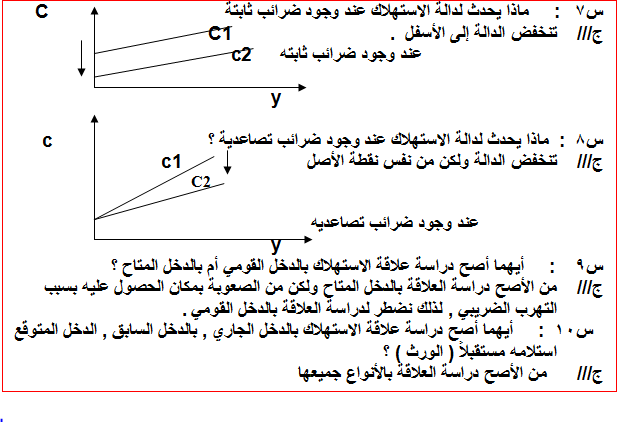 س٧ : ماذا يحدث لدالة الاستهلاك عند وجود ضرائب ثابتة
ج/// تنخفض الدالة إلى الأسفل .
C
C1
c2
عند وجود ضرائب ثابته
y
س٨ : ماذا يحدث لدالة الاستهلاك عند وجود ضرائب تصاعدية ؟
ج/// تنخفض الدالة ولكن من نفس نقطة الأصل
c
c1
C2
عند وجود ضرائب تصاعديه
y
س٩ : أيهما أصح دراسة علاقة الاستهلاك بالدخل القومي أم بالدخل المتاح ؟
ج/// من الأصح دراسة العلاقة بالدخل المتاح ولكن من الصعوبة بمكان الحصول عليه بسبب
التهرب الضريبي , لذلك نضطر لدراسة العلاقة بالدخل القومي .
س١٠ : أيهما أصح دراسة علاقة الاستهلاك بالدخل الجاري , بالدخل السابق , الدخل المتوقع
استلامه مستقبلاً ( الورث ) ؟
ج/// من الأصح دراسة العلاقة بالأنواع جميعها